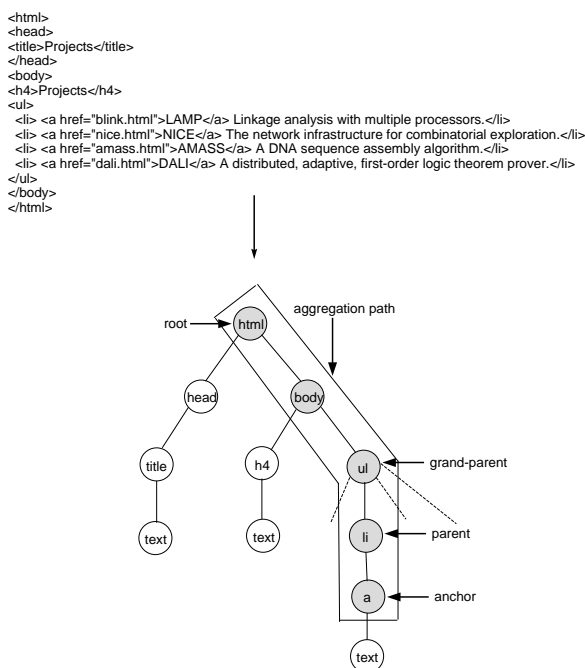 <html>
<head>
<title>Projects</title>
</head>
<body>
<h4>Projects</h4>
<ul>
<li> <a href="blink.html">LAMP</a> Linkage analysis with multiple processors.</li>
<li> <a href="nice.html">NICE</a> The network infrastructure for combinatorial exploration.</li>
<li> <a href="amass.html">AMASS</a> A DNA sequence assembly algorithm.</li>
<li> <a href="dali.html">DALI</a> A distributed, adaptive, first-order logic theorem prover.</li>
</ul>
</body>
</html>
aggregation path
root
html
head
body
title
h4
ul
grand-parent
text
text
li
parent
a
anchor
text